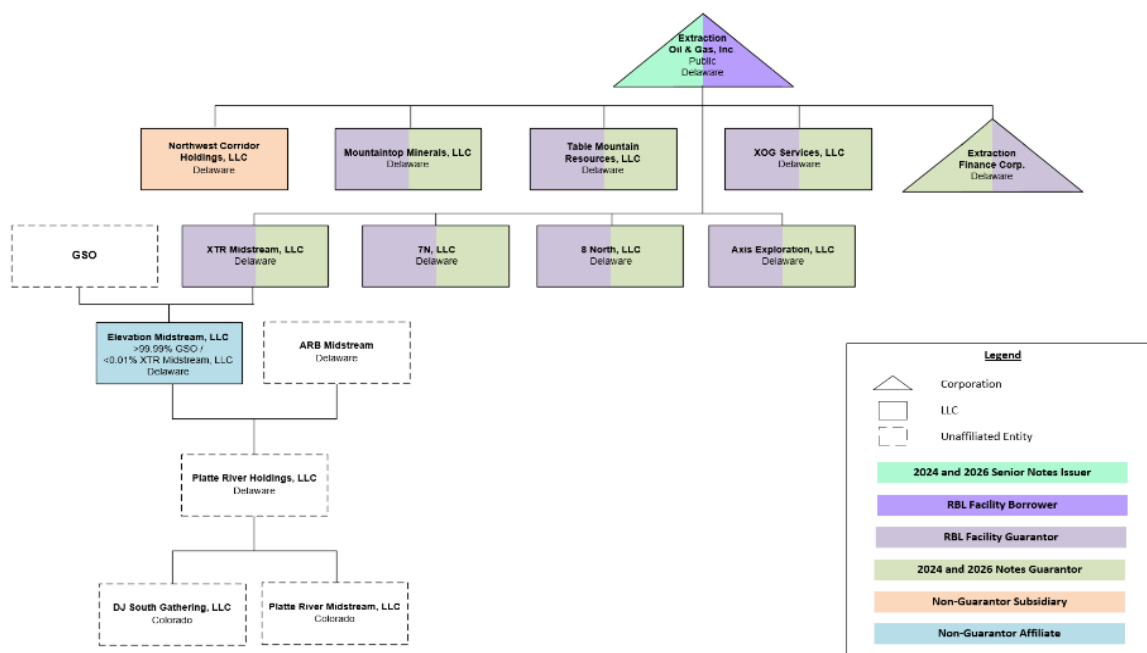 Extraction
Oil & Gas, Inc
Public
Delaware
Northwest Corridor
Holdings, LLC
Delaware
Mountaintop Minerals, LLC
Delaware
Table Mountain
Resources, LLC
Delaware
XOG Services, LLC
Delaware
Extraction
Finance Corp.
Delaware
GSO
XTR Midstream, LLC
Delaware
7N, LLC
Delaware
8 North, LLC
Delaware
Axis Exploration, LLC
Delaware
Elevation Midstream, LLC
>99.99% GSO /
<0.01% XTR Midstream, LLC
Delaware
ARB Midstream
Delaware
Platte River Holdings, LLC
Delaware
DJ South Gathering, LLC
Colorado
Platte River Midstream, LLC
Colorado
Legend
Corporation
LLC
Unaffiliated Entity
2024 and 2026 Senior Notes Issuer
RBL Facility Borrower
RBL Facility Guarantor
2024 and 2026 Notes Guarantor
Non-Guarantor Subsidiary
Non-Guarantor Affiliate